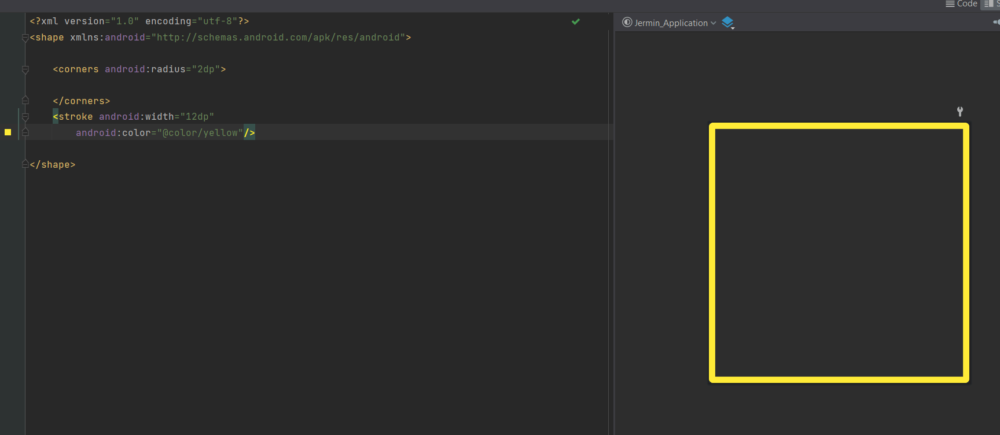 Code
<?xml version="1.0" encoding="utf-8"?>
Jermin_Application
<shape xmlns:android="http://schemas.android.com/apk/res/android">
<corners android:radius="2dp">
</corners>
<stroke android:width="12dp"
android:color="@color/yellow"/>
</shape>